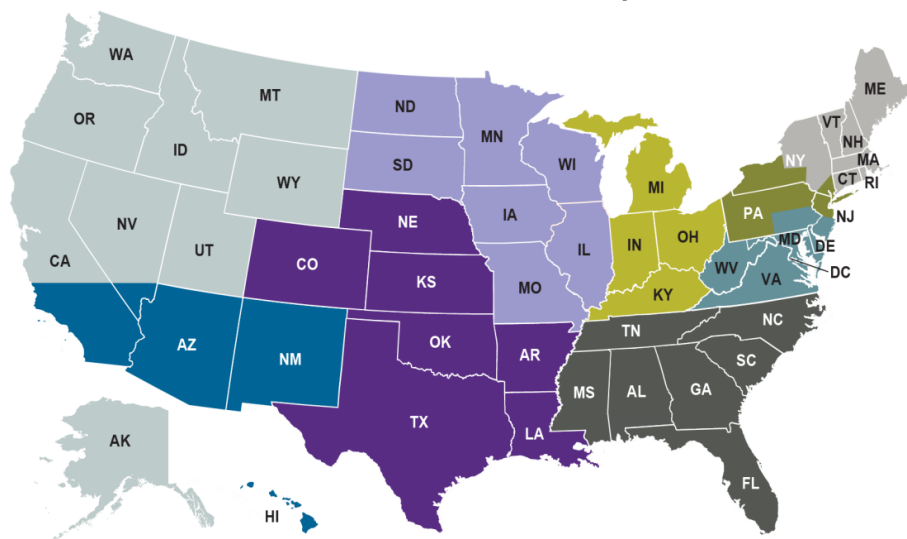 WA
OR
ID
MT
WY
NV
UT
CA
ND
SD
MN
WI
IA
IL
MO
NE
CO
KS
OK
TX
AR
LA
AZ
NM
AK
HI
MI
IN
OH
KY
ME
VT
NH
NY
MA
CT
RI
PA
NJ
MD
DE
DC
WV
VA
TN
NC
SC
MS
AL
GA
FL